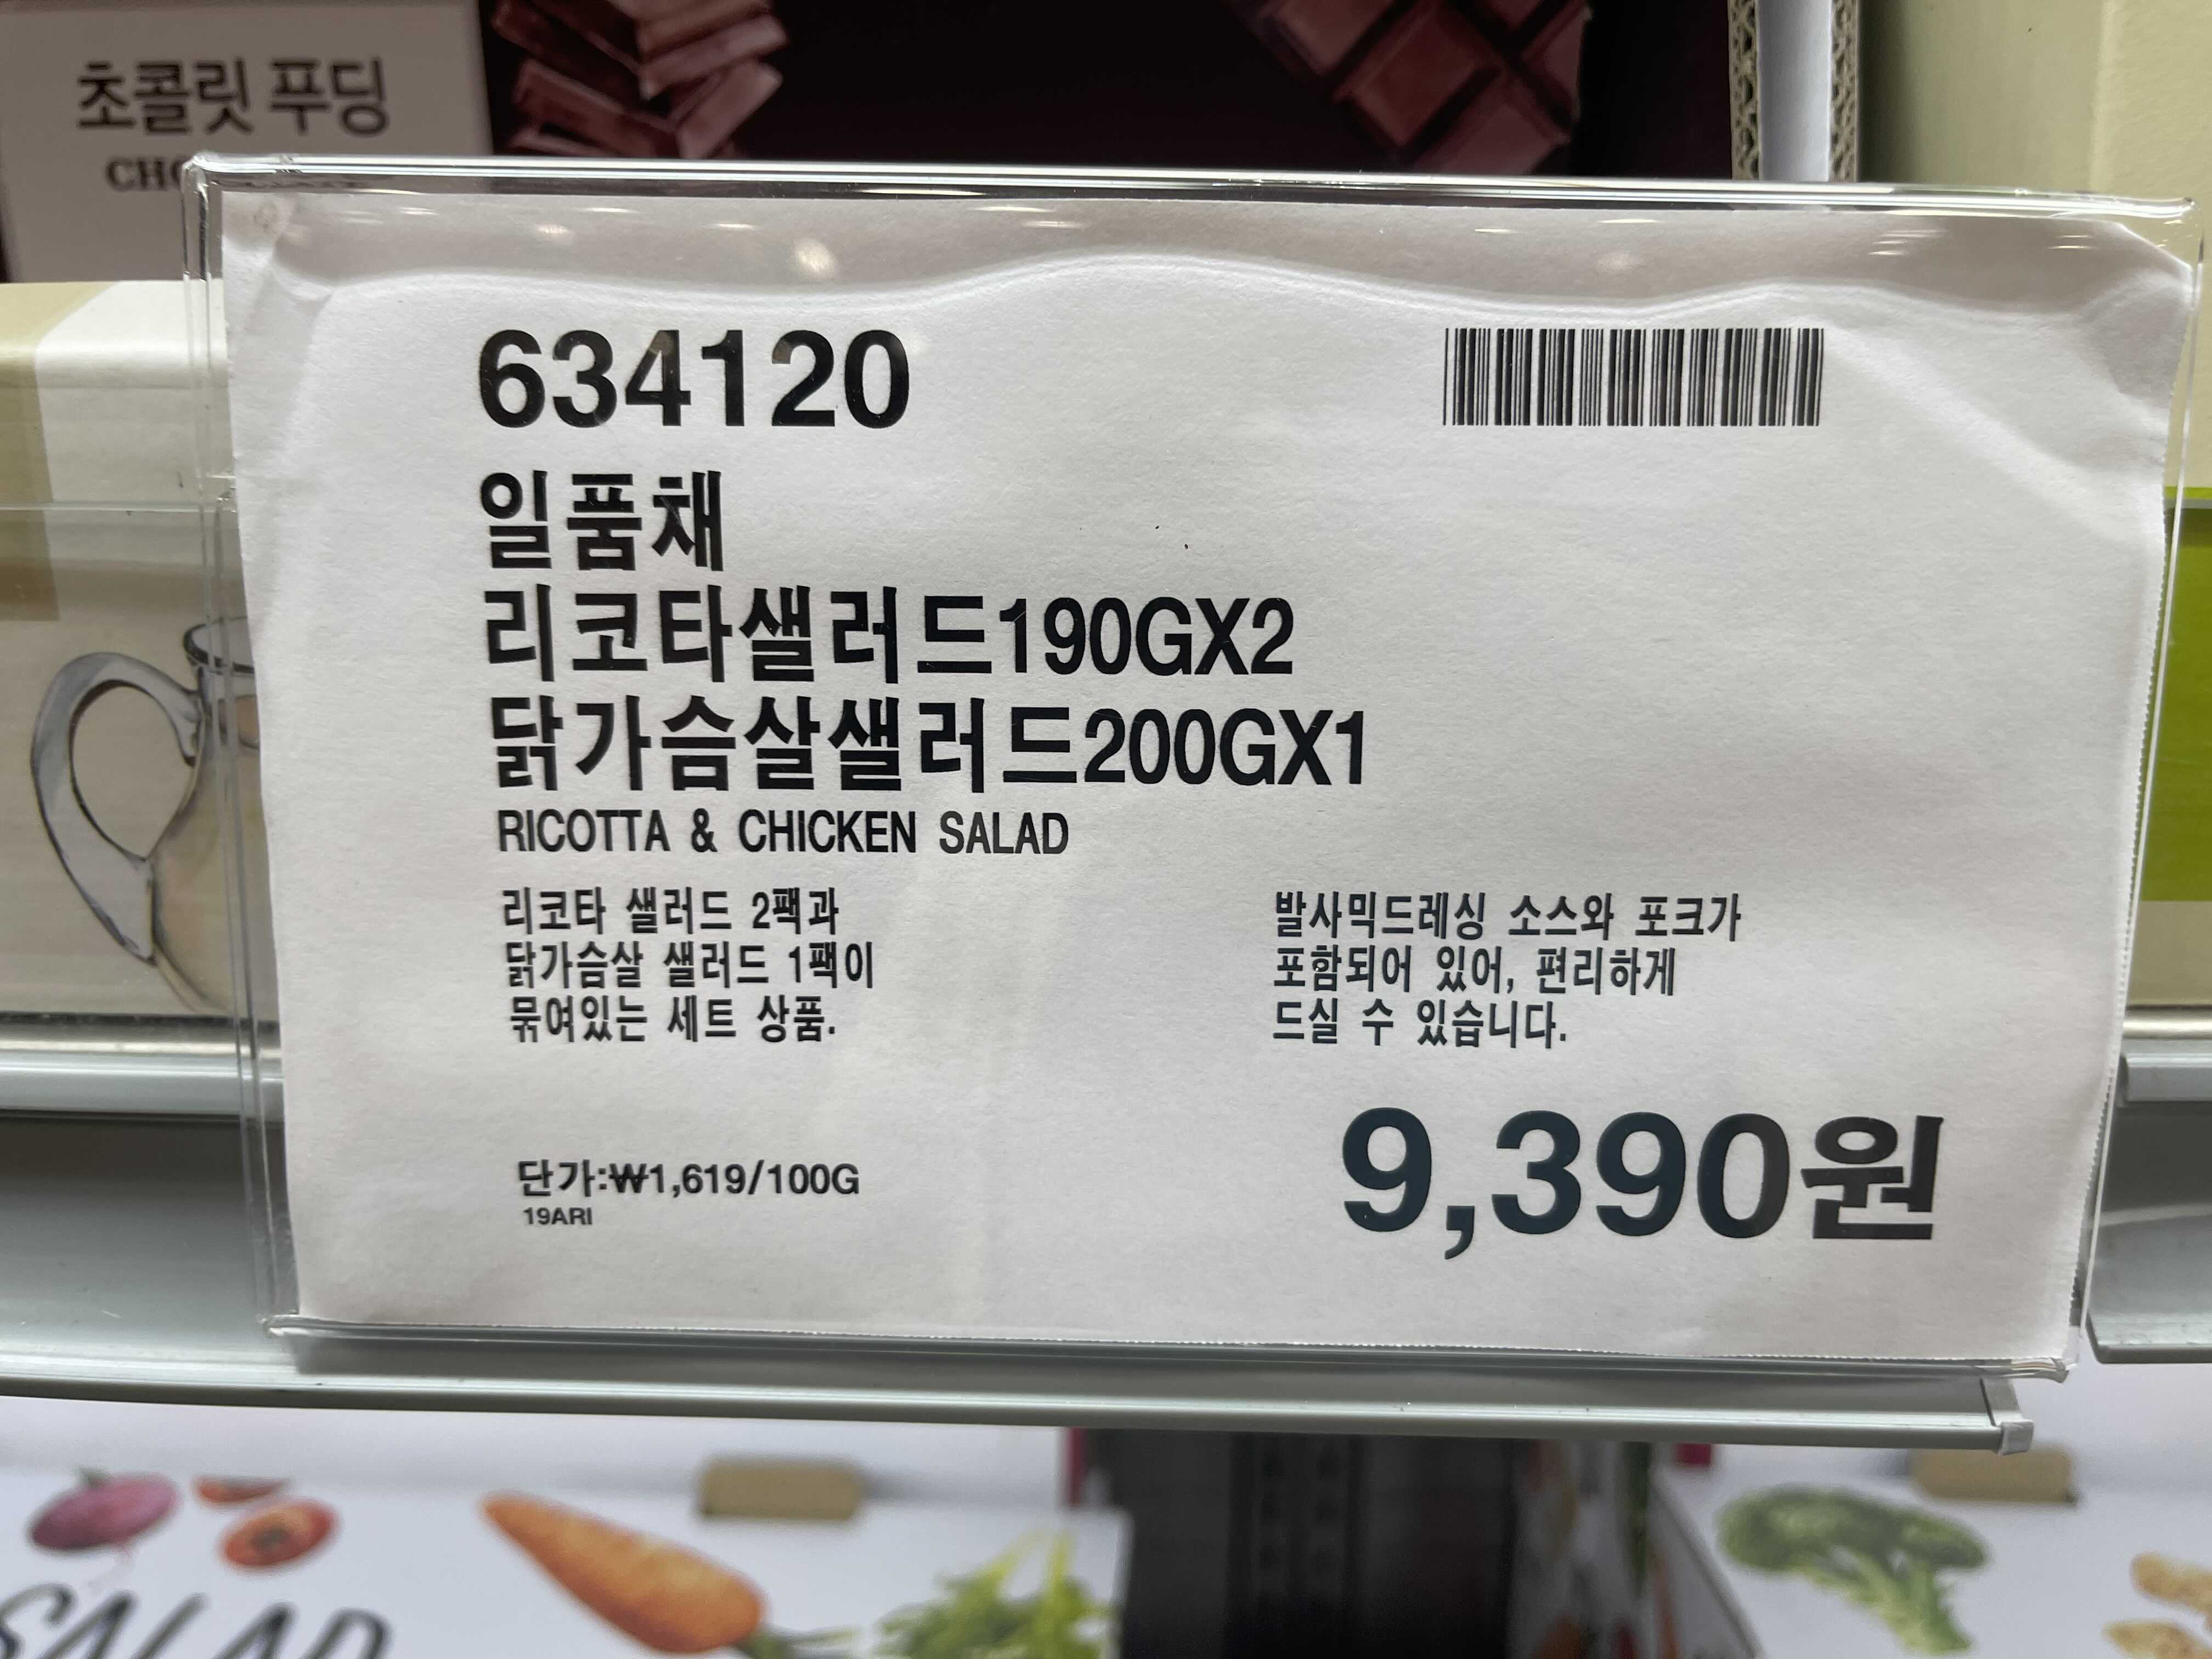 초콜릿 푸딩
634120
일품채
리코타샐러드190GX2
닭가슴살샐러드200GX1
RICOTTA & CHICKEN SALAD
리코타 샐러드 2팩과
닭가슴살 샐러드 1팩이
묶여있는 세트 상품.
발사믹드레싱 소스와 포크가
포함되어 있어, 편리하게
드실 수 있습니다.
단가:₩1,619/100G
19ARI
9,390원
SALAD